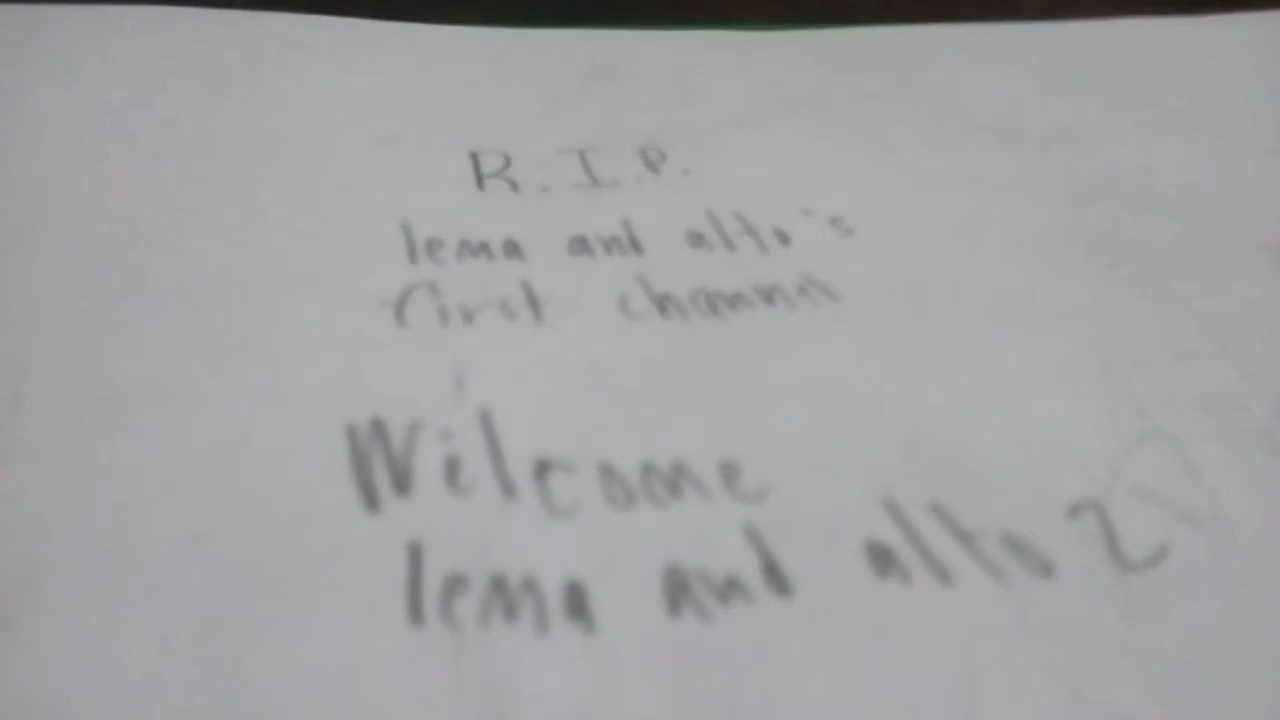 R.I.P.
lema and alto's
first channel
Wilcome
lema and alto 2